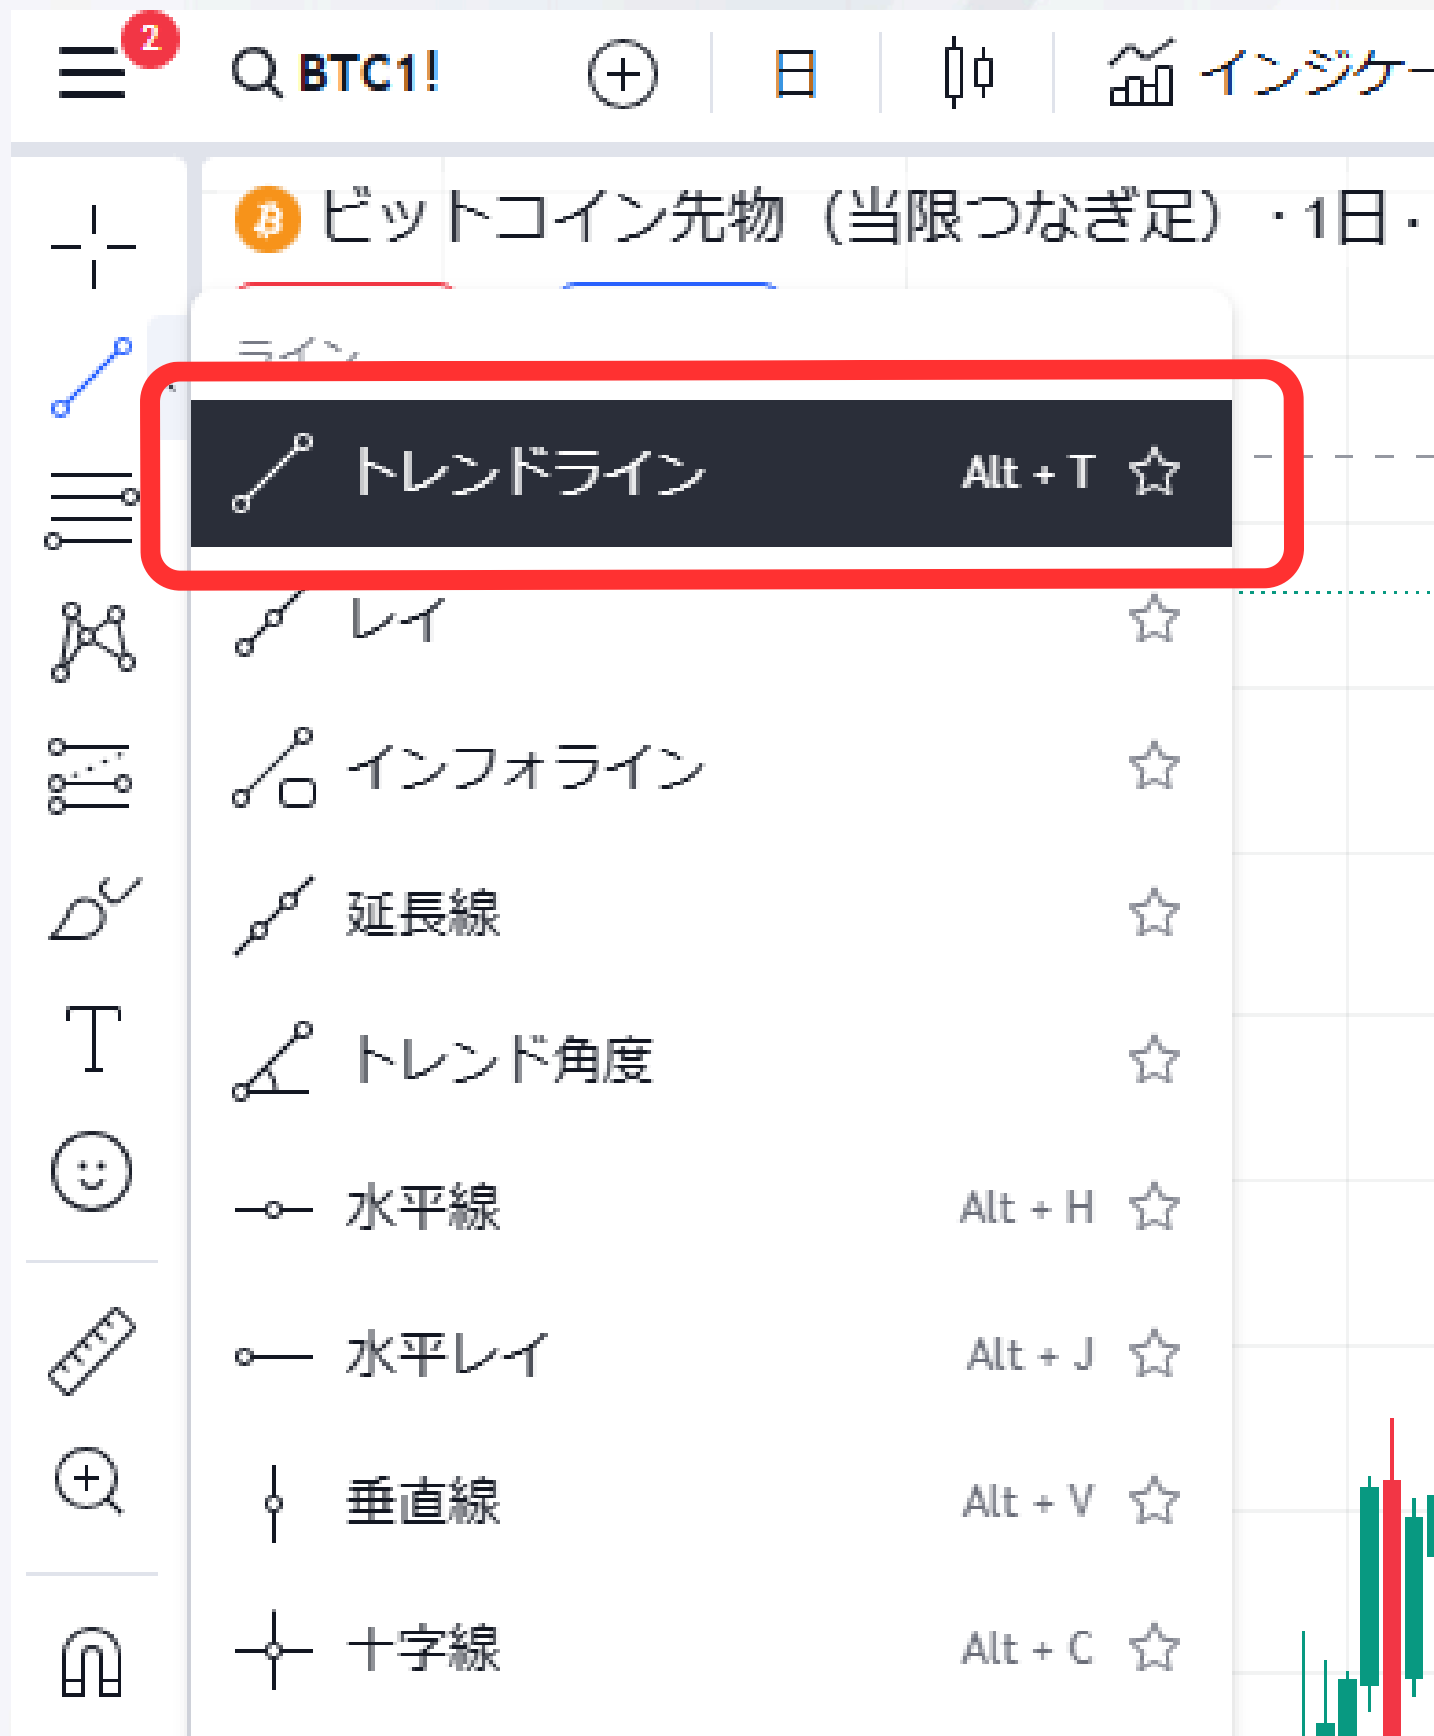 2
BTC1!
日
インジケー
ビットコイン先物（当限つなぎ足）・1日・
ライン
トレンドライン Alt + T
レイ
インフォライン
延長線
トレンド角度
水平線 Alt + H
水平レイ Alt + J
垂直線 Alt + V
十字線 Alt + C